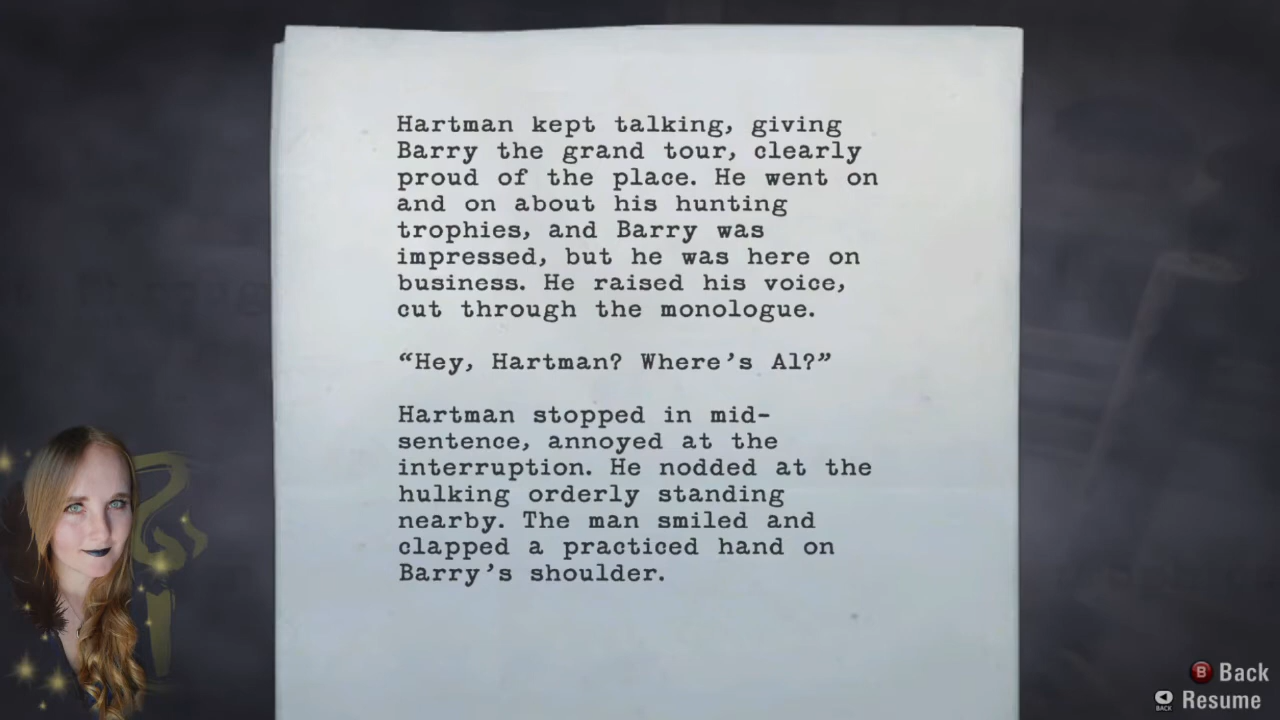 Hartman kept talking, giving
Barry the grand tour, clearly
proud of the place. He went on
and on about his hunting
trophies, and Barry was
impressed, but he was here on
business. He raised his voice,
cut through the monologue.
“Hey, Hartman? Where’s Al?”
Hartman stopped in mid-
sentence, annoyed at the
interruption. He nodded at the
hulking orderly standing
nearby. The man smiled and
clapped a practiced hand on
Barry’s shoulder.
B Back
BACK Resume